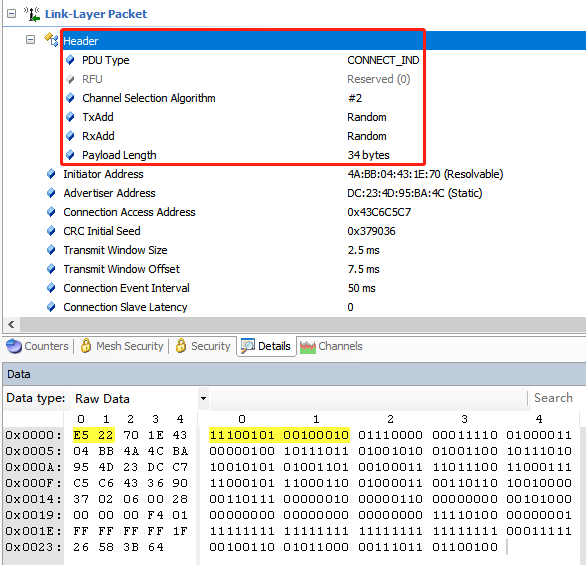 Link-Layer Packet
Header
PDU Type CONNECT_IND
RFU Reserved (0)
Channel Selection Algorithm #2
TxAdd Random
RxAdd Random
Payload Length 34 bytes
Initiator Address 4A:BB:04:43:1E:70 (Resolvable)
Advertiser Address DC:23:4D:95:BA:4C (Static)
Connection Access Address 0x43C6C5C7
CRC Initial Seed 0x379036
Transmit Window Size 2.5 ms
Transmit Window Offset 7.5 ms
Connection Event Interval 50 ms
Connection Slave Latency 0
Counters Mesh Security Security Details Channels
Data
Data type: Raw Data Search
0 1 2 3 4 0 1 2 3 4
0x0000: E5 22 70 1E 43 11100101 00100010 01110000 00011110 01000011
0x0005: 04 BB 4A 4C BA 00000100 10111011 01001010 01001100 10111010
0x000A: 95 4D 23 DC C7 10010101 01001101 00100011 11011100 11000111
0x000F: C5 C6 43 36 90 11000101 11000110 01000011 00110110 10010000
0x0014: 37 02 06 00 28 00110111 00000010 00000110 00000000 00101000
0x0019: 00 00 00 F4 01 00000000 00000000 00000000 11110100 00000001
0x001E: FF FF FF FF 1F 11111111 11111111 11111111 11111111 00011111
0x0023: 26 58 3B 64 00100110 01011000 00111011 01100100